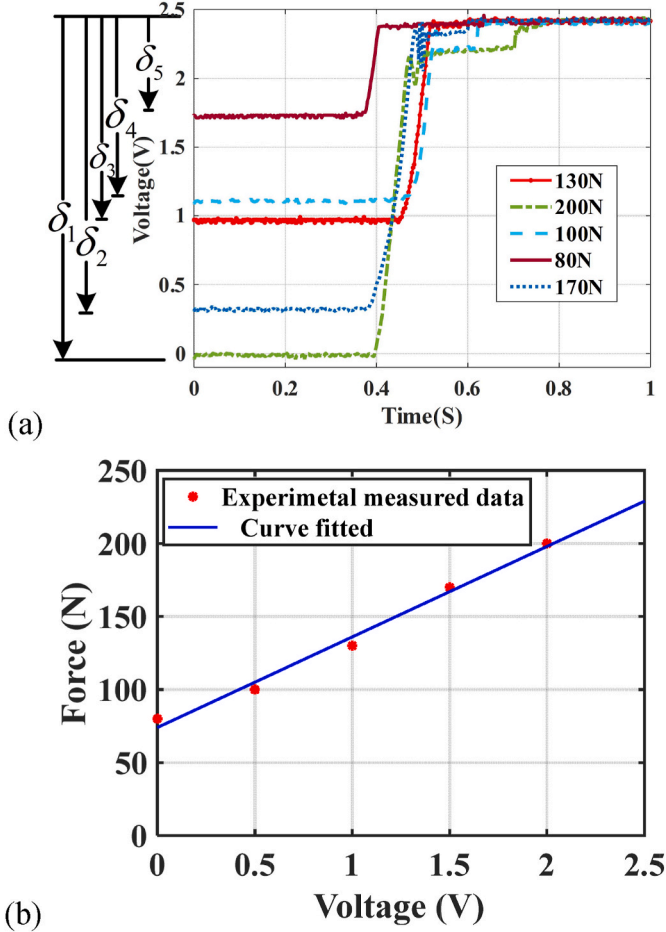 2.5
2
1.5
1
0.5
0
Voltage(V)
δ1
δ2
δ3
δ4
δ5
130N
200N
100N
80N
170N
0 0.2 0.4 0.6 0.8 1
Time(S)
(a)
250
200
150
100
50
0
Force (N)
Experimetal measured data
Curve fitted
0 0.5 1 1.5 2 2.5
Voltage (V)
(b)